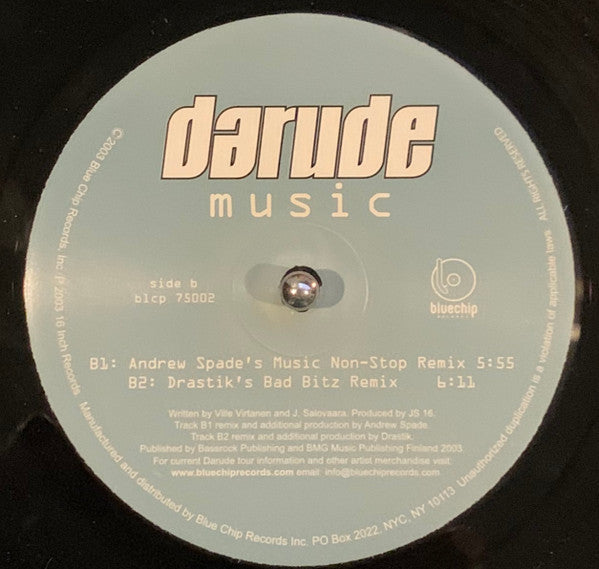 darude
music
side b
blcp 75002
bluechip
RECORDS
B1: Andrew Spade's Music Non-Stop Remix 5:55
B2: Drastik's Bad Bitz Remix 6:11
Written by Ville Virtanen and J. Salovaara. Produced by JS 16.
Track B1 remix and additional production by Andrew Spade.
Track B2 remix and additional production by Drastik.
Published by Bassrock Publishing and BMG Music Publishing Finland 2003.
For current Darude tour information and other artist merchandise visit:
www.bluechiprecords.com email: info@bluechiprecords.com
©2003 Blue Chip Records, Inc. P 2003 16 Inch Records Manufactured and distributed by Blue Chip Records Inc. PO Box 2022, NYC, NY 10113 Unauthorized duplication is a violation of applicable laws ALL RIGHTS RESERVED